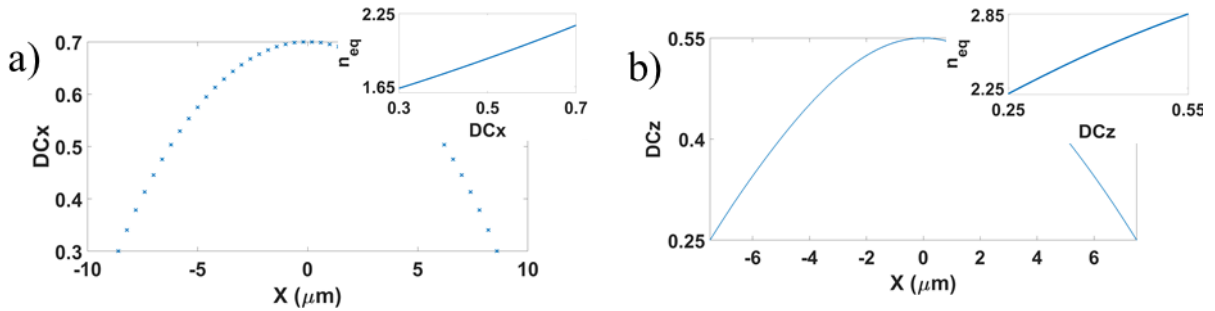 a)
DCx
0.7
0.6
0.5
0.4
0.3
-10 -5 0 5 10
X (μm)
n_eq
2.25
1.65
0.3 0.5 0.7
DCx
b)
DCz
0.55
0.4
0.25
-6 -4 -2 0 2 4 6
X (μm)
n_eq
2.85
2.25
0.25 0.55
DCz